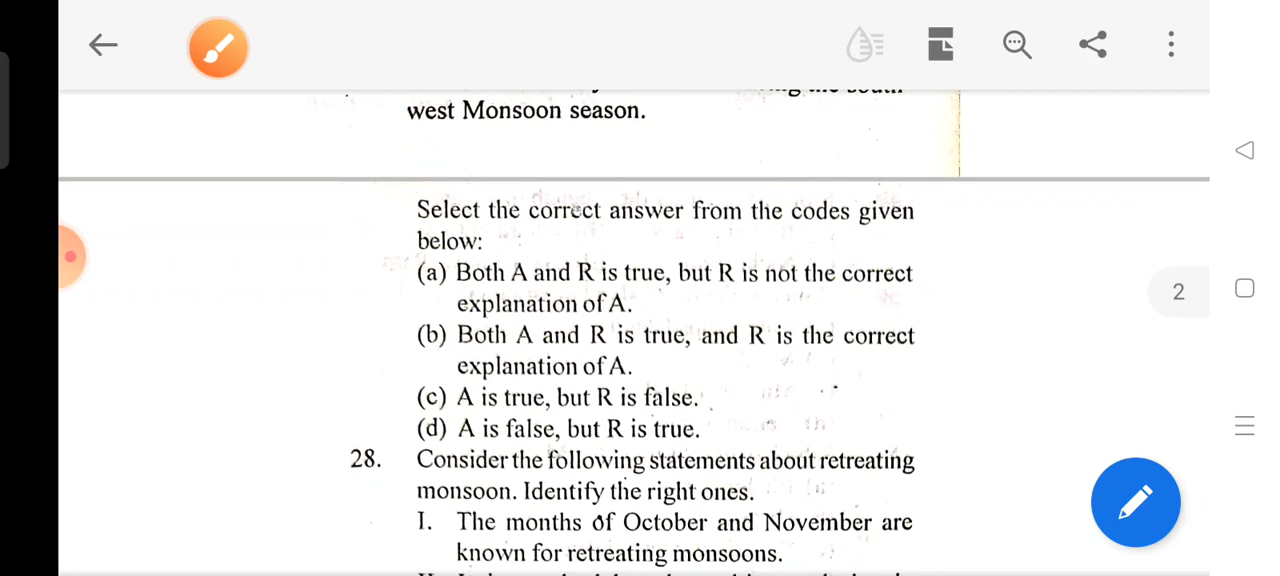 west Monsoon season.
Select the correct answer from the codes given
below:
(a) Both A and R is true, but R is not the correct
explanation of A.
(b) Both A and R is true, and R is the correct
explanation of A.
(c) A is true, but R is false.
(d) A is false, but R is true.
28. Consider the following statements about retreating
monsoon. Identify the right ones.
I. The months of October and November are
known for retreating monsoons.
2